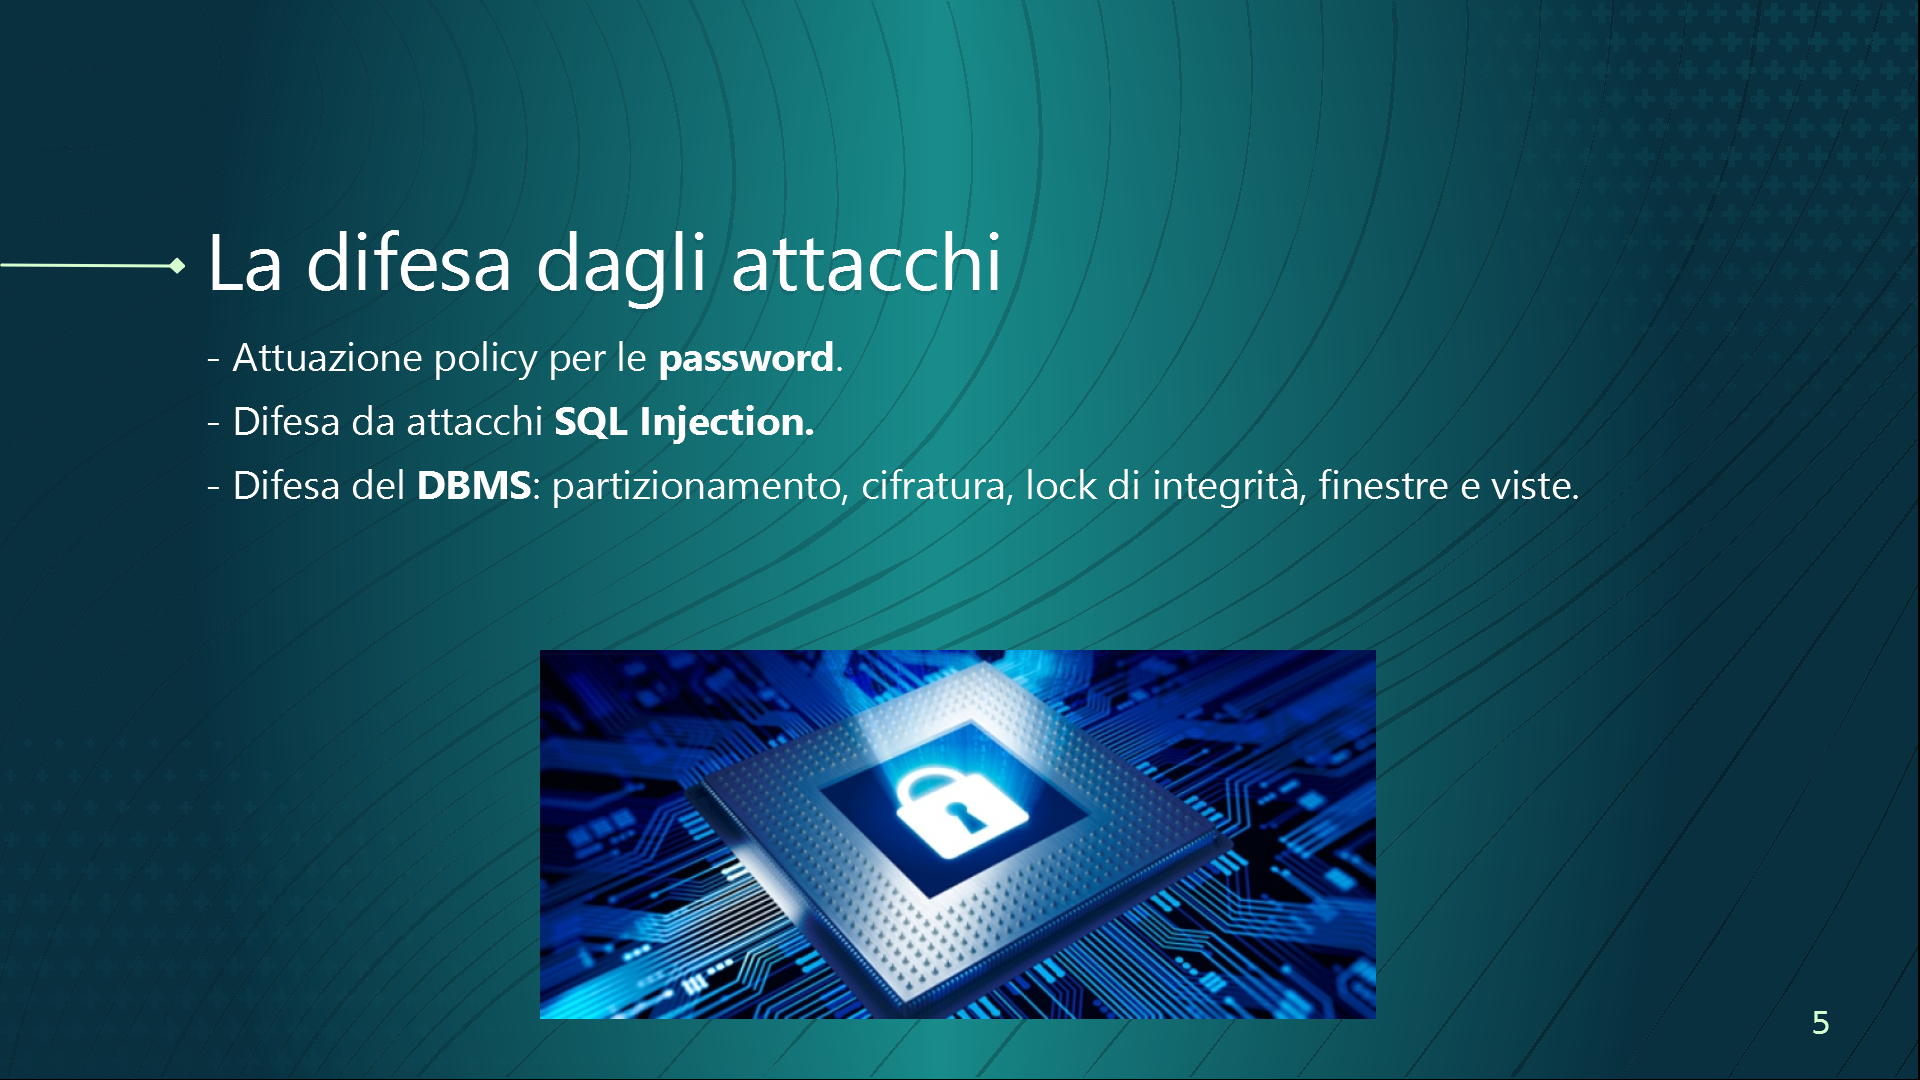 La difesa dagli attacchi
- Attuazione policy per le password.
- Difesa da attacchi SQL Injection.
- Difesa del DBMS: partizionamento, cifratura, lock di integrità, finestre e viste.
5